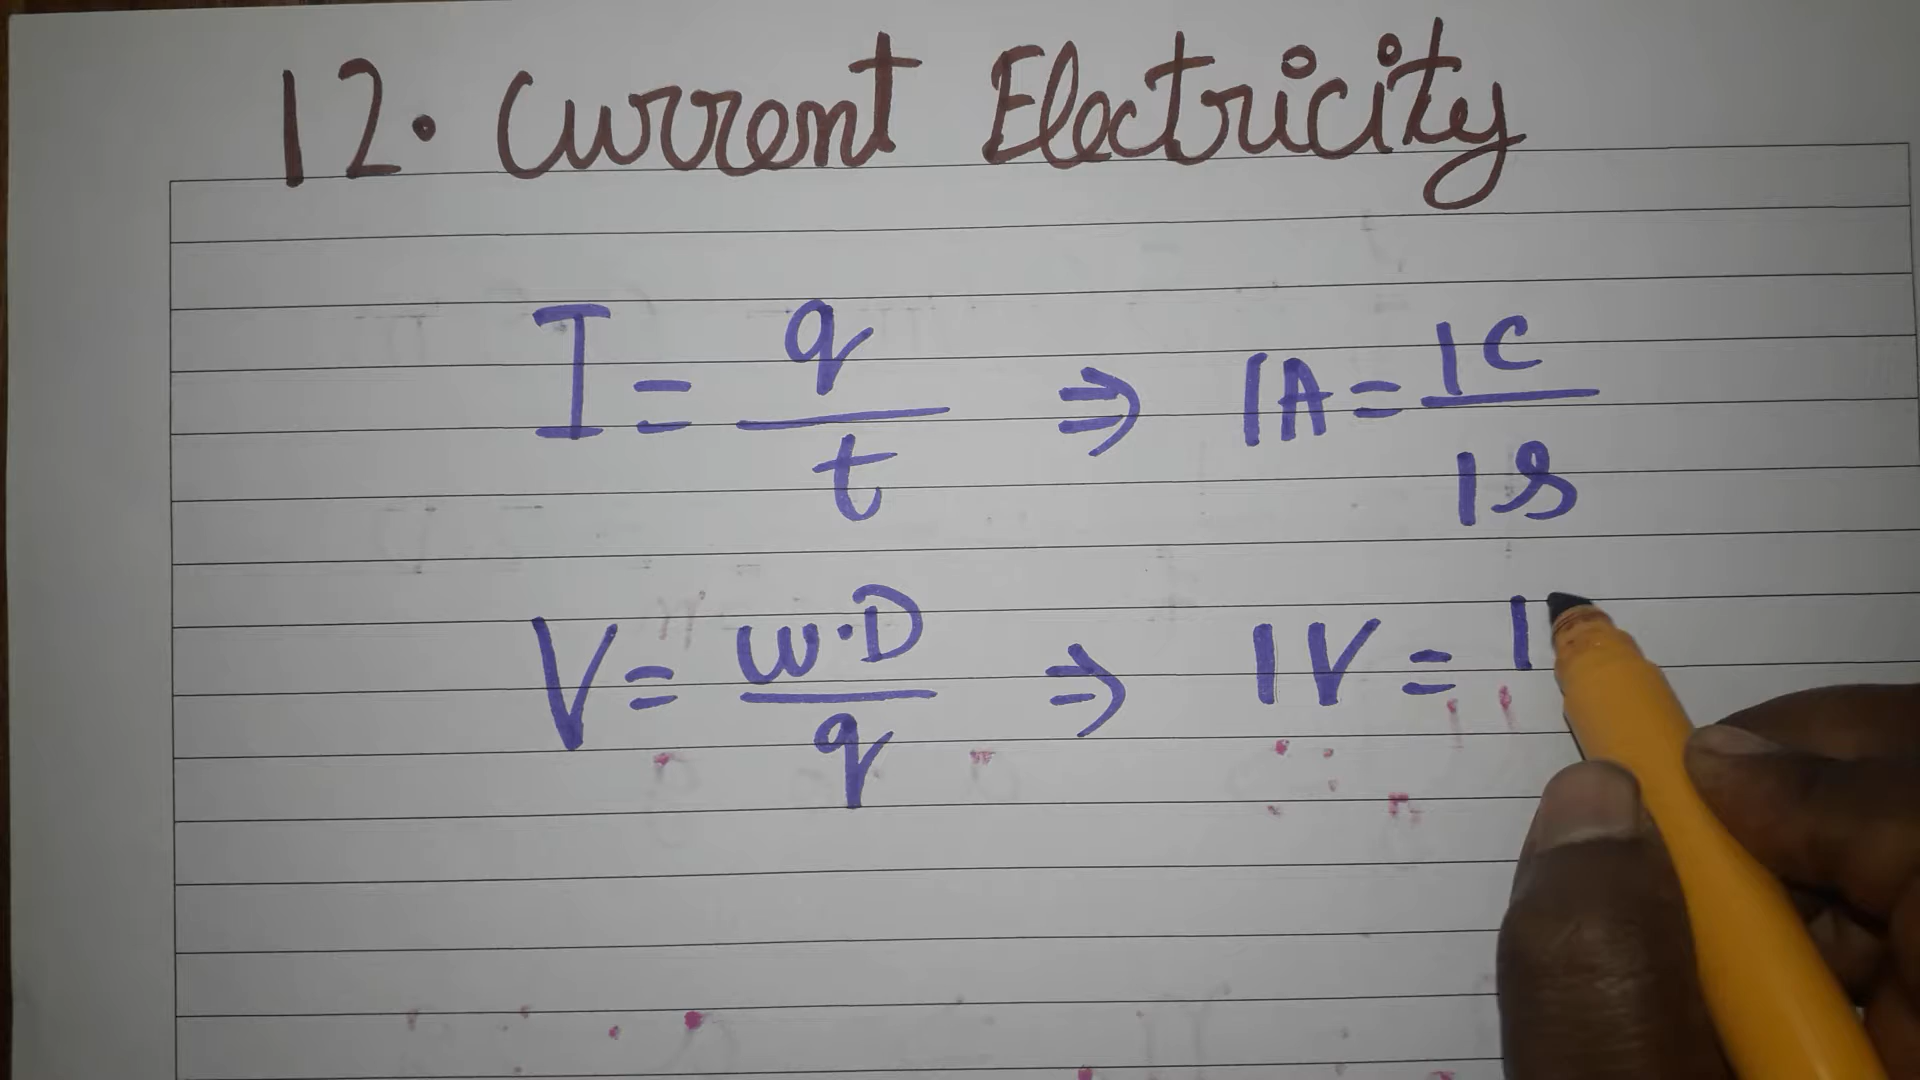 12. Current Electricity
I = q/t ⇒ 1A = 1C/1s
V = W.D/q ⇒ 1V = 1